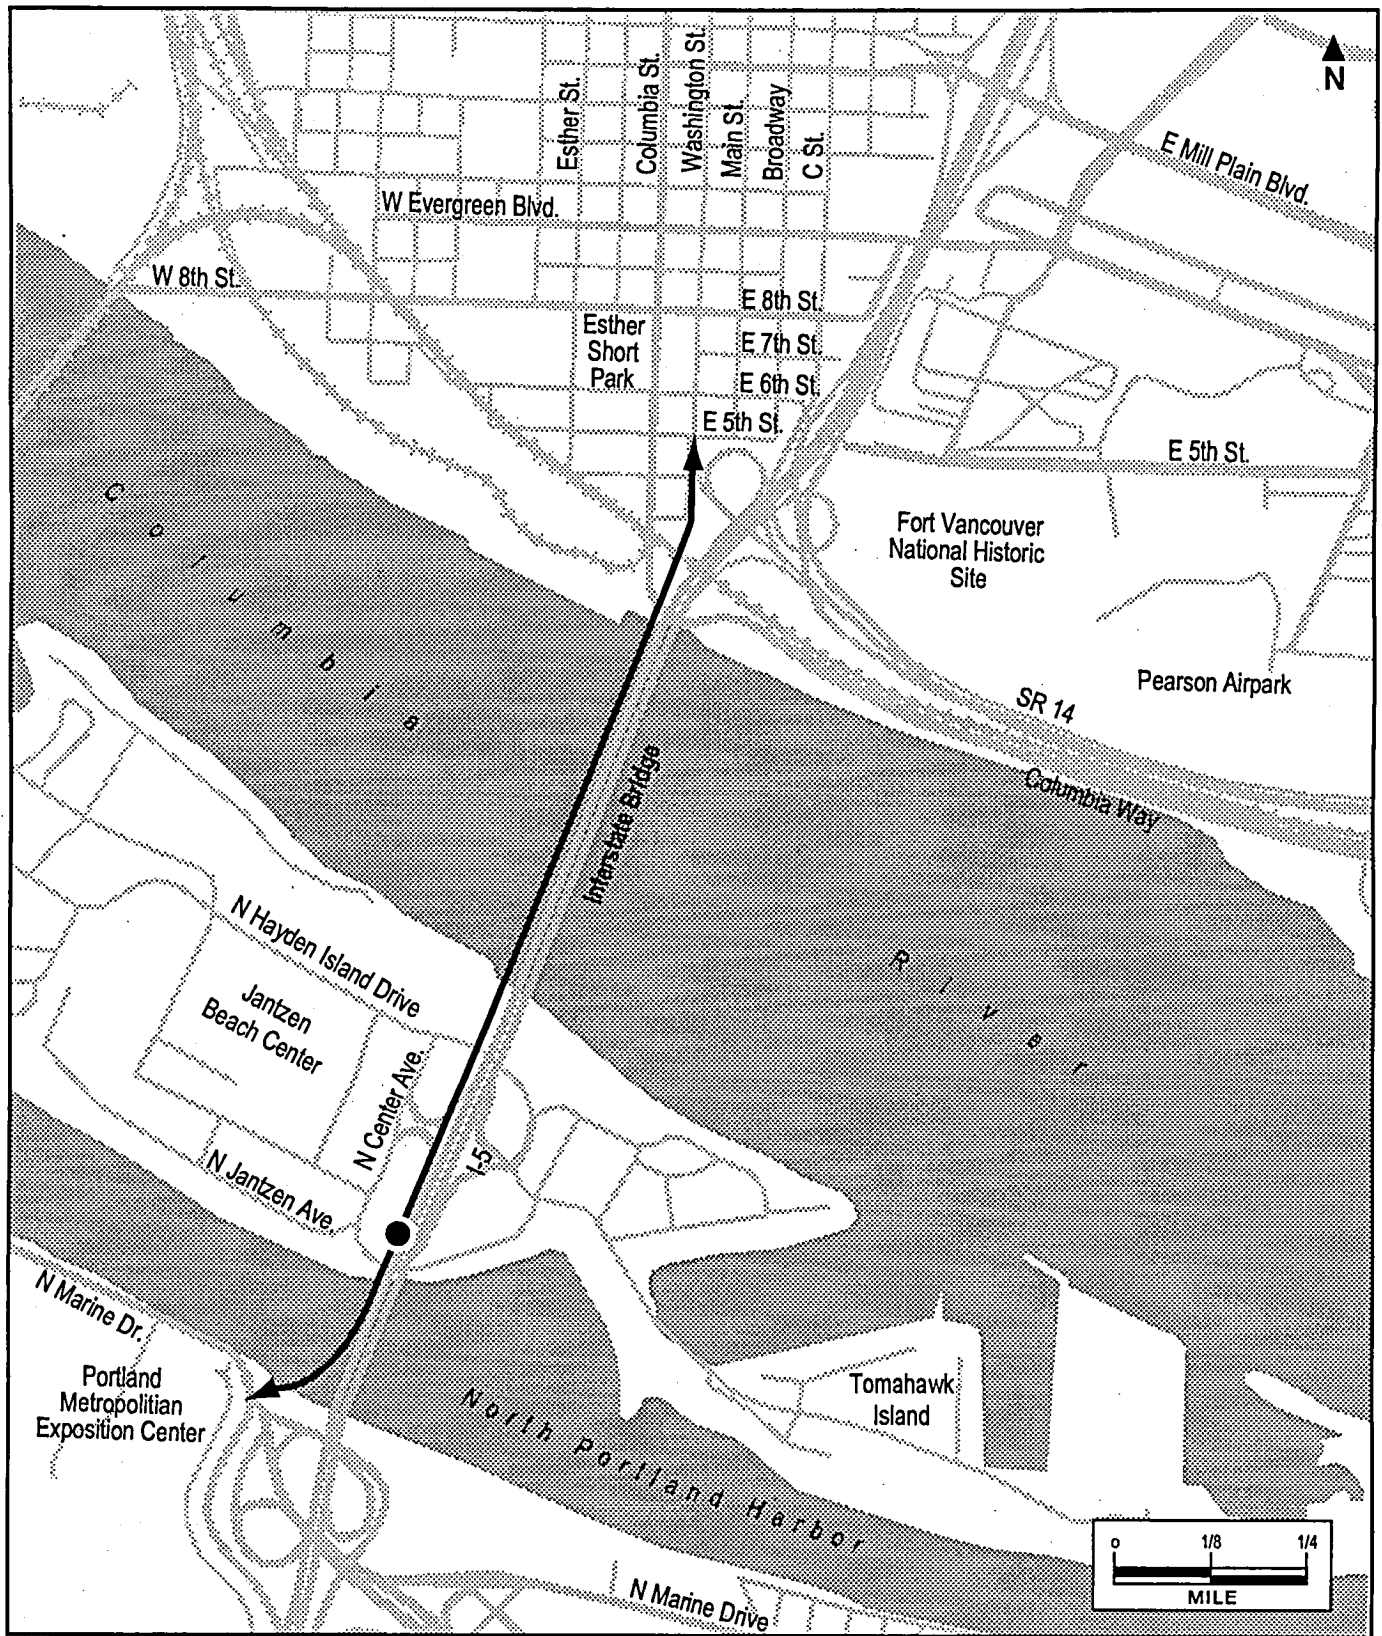 N
Esther St.
Columbia St.
Washington St.
Main St.
Broadway
C St.
E Mill Plain Blvd.
W Evergreen Blvd.
W 8th St.
E 8th St.
Esther
Short
Park
E 7th St.
E 6th St.
E 5th St.
E 5th St.
Fort Vancouver
National Historic
Site
Pearson Airpark
SR 14
Columbia Way
Columbia
River
Interstate Bridge
N Hayden Island Drive
Jantzen
Beach Center
N Center Ave.
I-5
N Jantzen Ave.
N Marine Dr.
Portland
Metropolitian
Exposition Center
Tomahawk
Island
North Portland Harbor
N Marine Drive
o 1/8 1/4
MILE